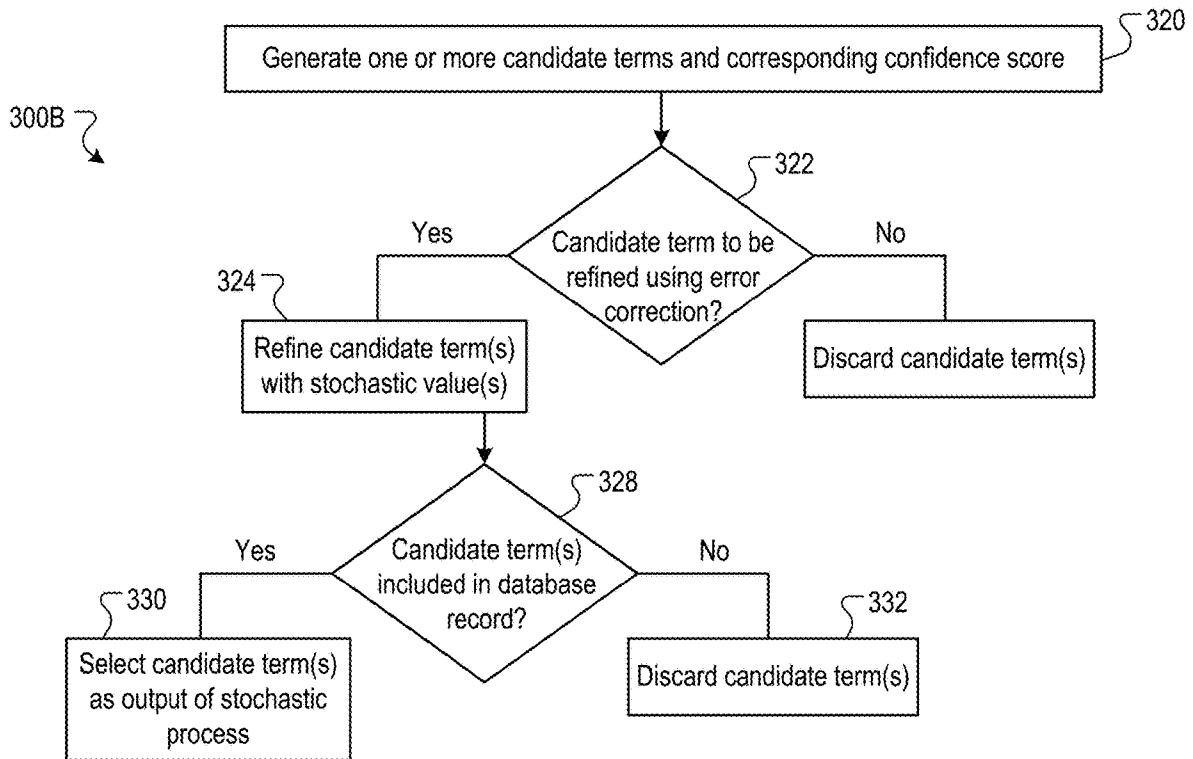 320
Generate one or more candidate terms and corresponding confidence score
300B
322
Yes
No
Candidate term to be
refined using error
correction?
324
Refine candidate term(s)
with stochastic value(s)
Discard candidate term(s)
328
Yes
No
Candidate term(s)
included in database
record?
330
332
Select candidate term(s)
as output of stochastic
process
Discard candidate term(s)